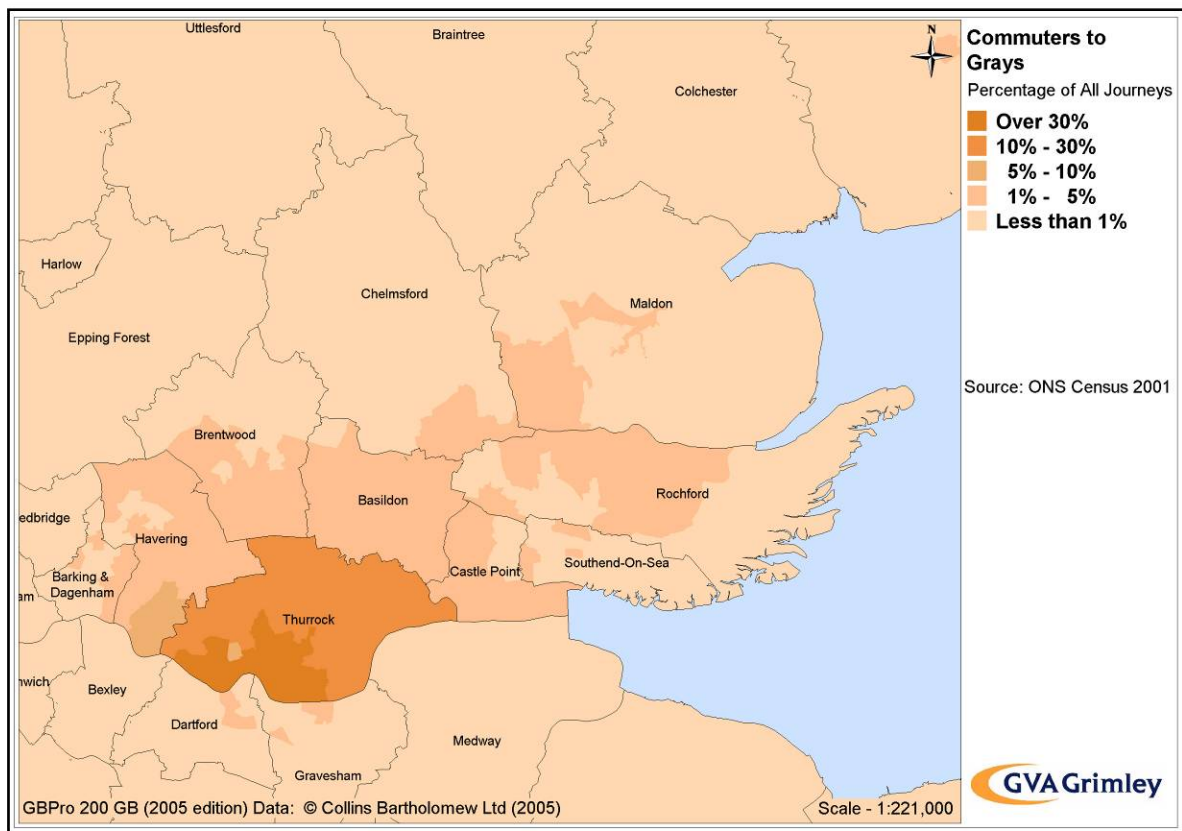 Uttlesford
Braintree
Colchester
Harlow
Chelmsford
Maldon
Epping Forest
Brentwood
Basildon
Rochford
edbridge
Havering
Barking &
Dagenham
am
Castle Point
Southend-On-Sea
Thurrock
nwich
Bexley
Dartford
Gravesham
Medway
GBPro 200 GB (2005 edition) Data: © Collins Bartholomew Ltd (2005)
Scale - 1:221,000
N
Commuters to
Grays
Percentage of All Journeys
Over 30%
10% - 30%
5% - 10%
1% - 5%
Less than 1%
Source: ONS Census 2001
GVAGrimley